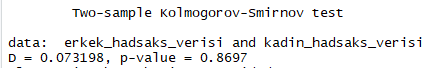 Two-sample Kolmogorov-Smirnov test
data:  erkek_hadsaks_verisi and kadin_hadsaks_verisi
D = 0.073198, p-value = 0.8697